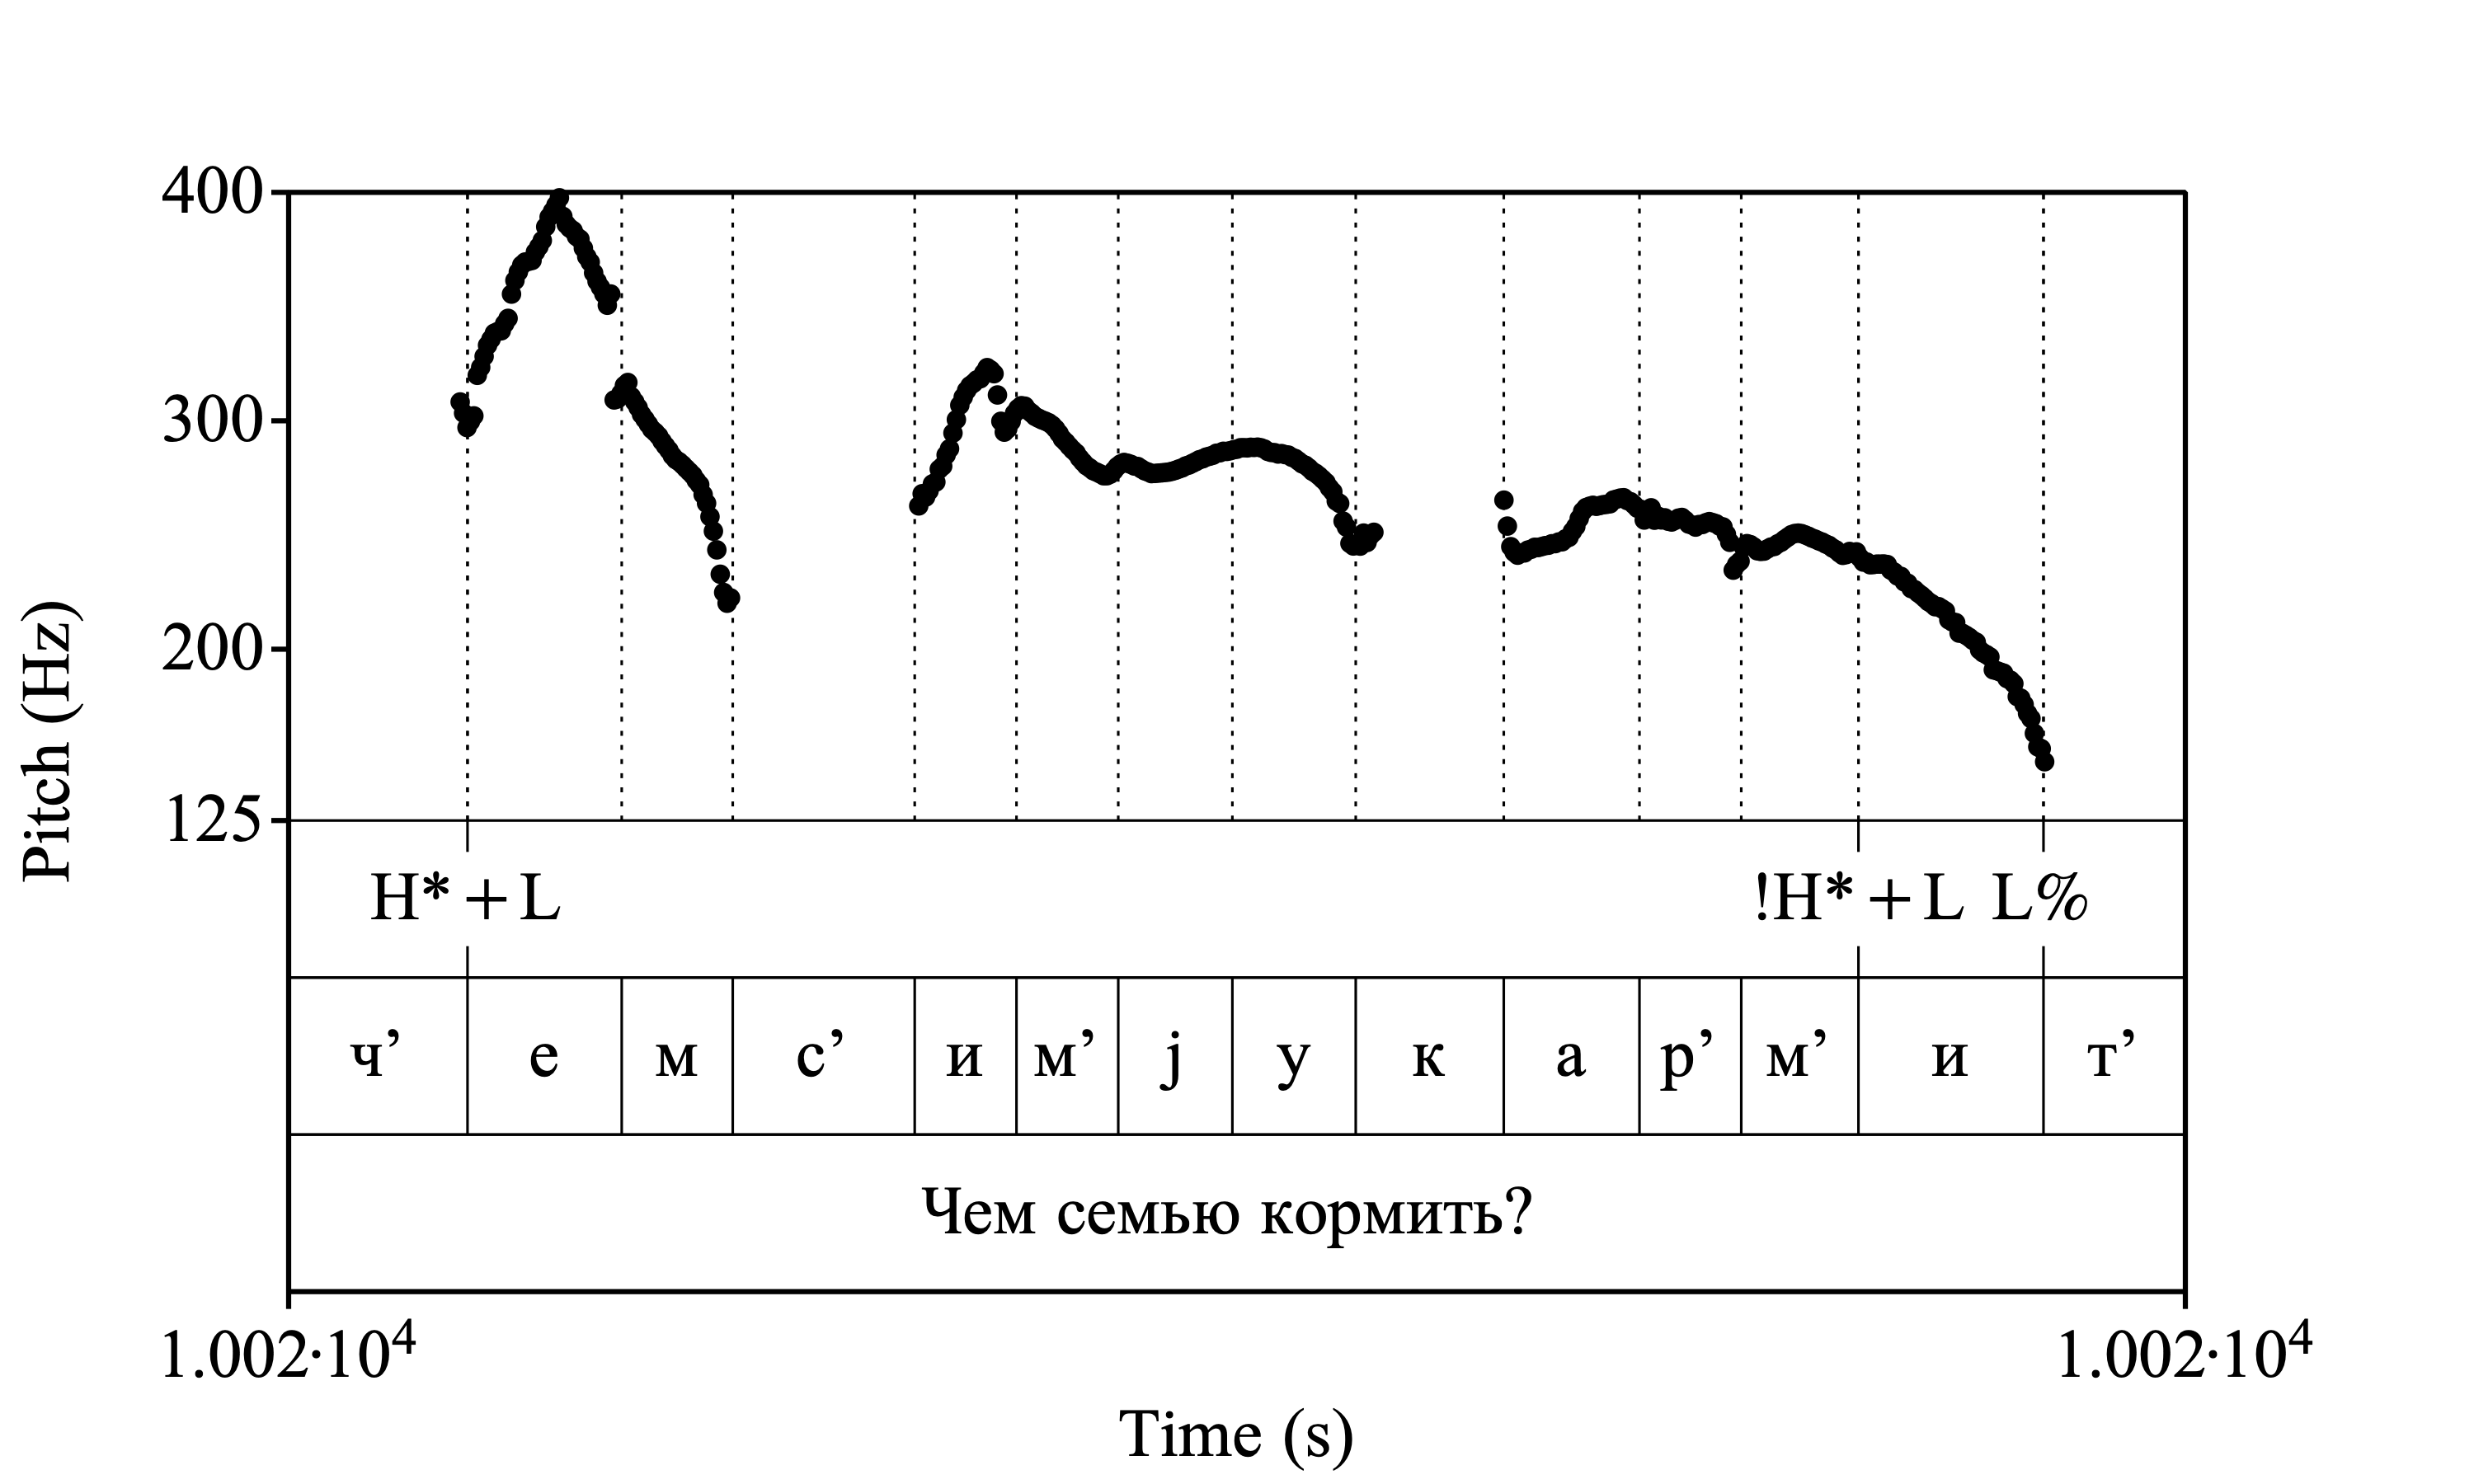 400
300
200
125
Pitch (Hz)
H*+L !H*+L L%
ч’ е м с’ и м’ j у к а р’ м’ и т’
Чем семью кормить?
1.002·10⁴ 1.002·10⁴
Time (s)